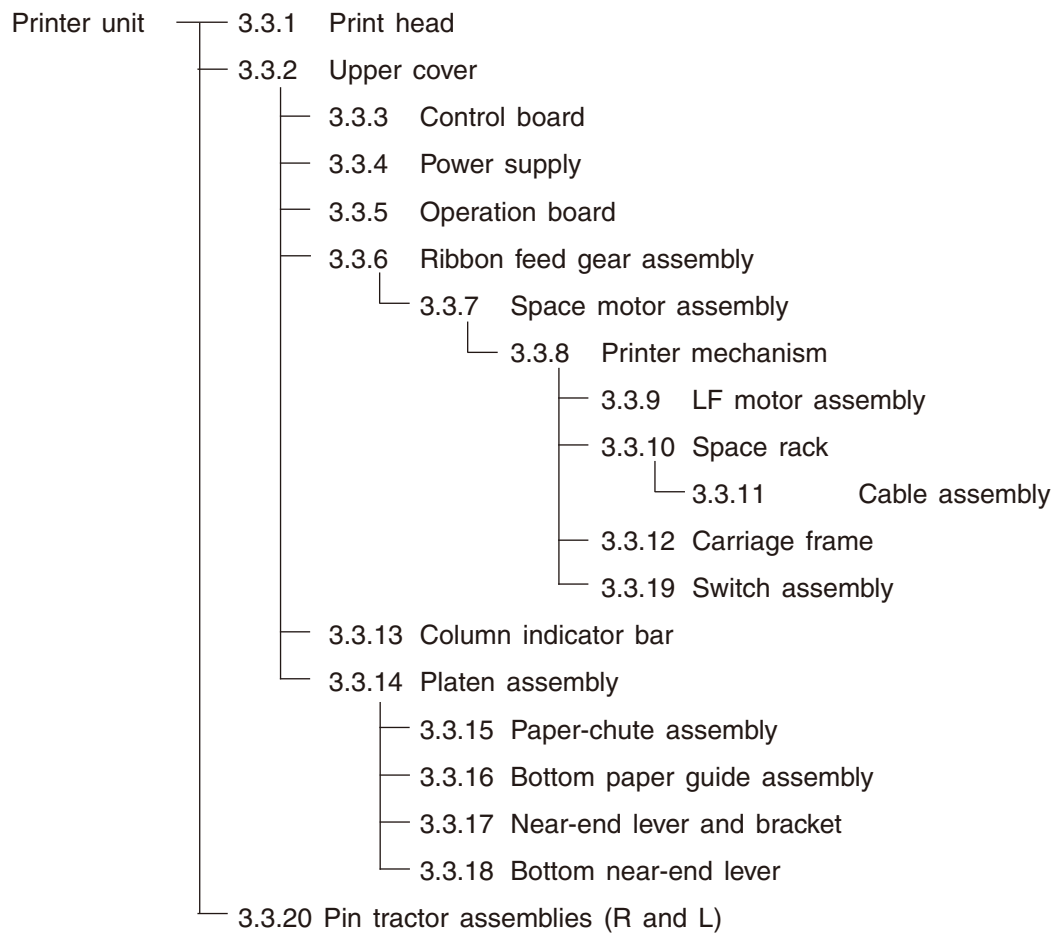 Printer unit 3.3.1 Print head
3.3.2 Upper cover
3.3.3 Control board
3.3.4 Power supply
3.3.5 Operation board
3.3.6 Ribbon feed gear assembly
3.3.7 Space motor assembly
3.3.8 Printer mechanism
3.3.9 LF motor assembly
3.3.10 Space rack
3.3.11 Cable assembly
3.3.12 Carriage frame
3.3.19 Switch assembly
3.3.13 Column indicator bar
3.3.14 Platen assembly
3.3.15 Paper-chute assembly
3.3.16 Bottom paper guide assembly
3.3.17 Near-end lever and bracket
3.3.18 Bottom near-end lever
3.3.20 Pin tractor assemblies (R and L)